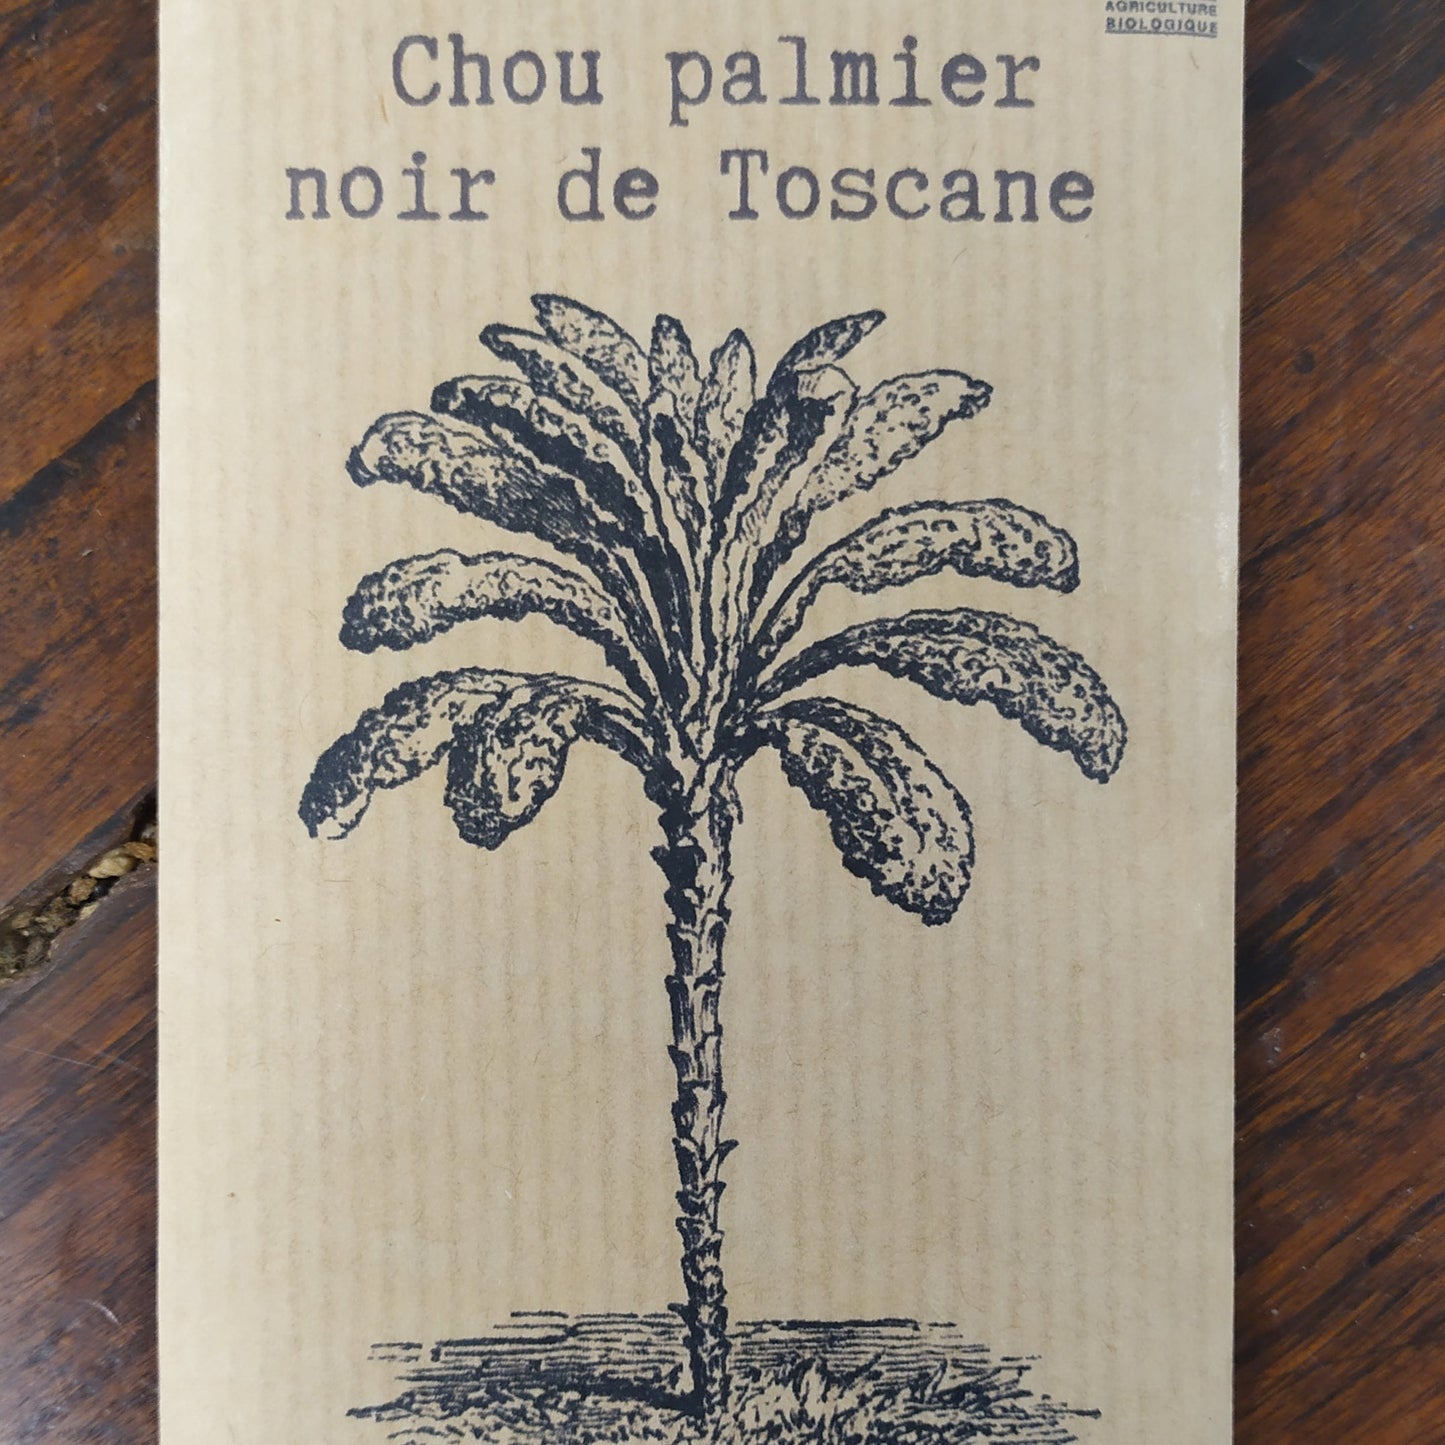 AGRICULTURE
BIOLOGIQUE
Chou palmier
noir de Toscane